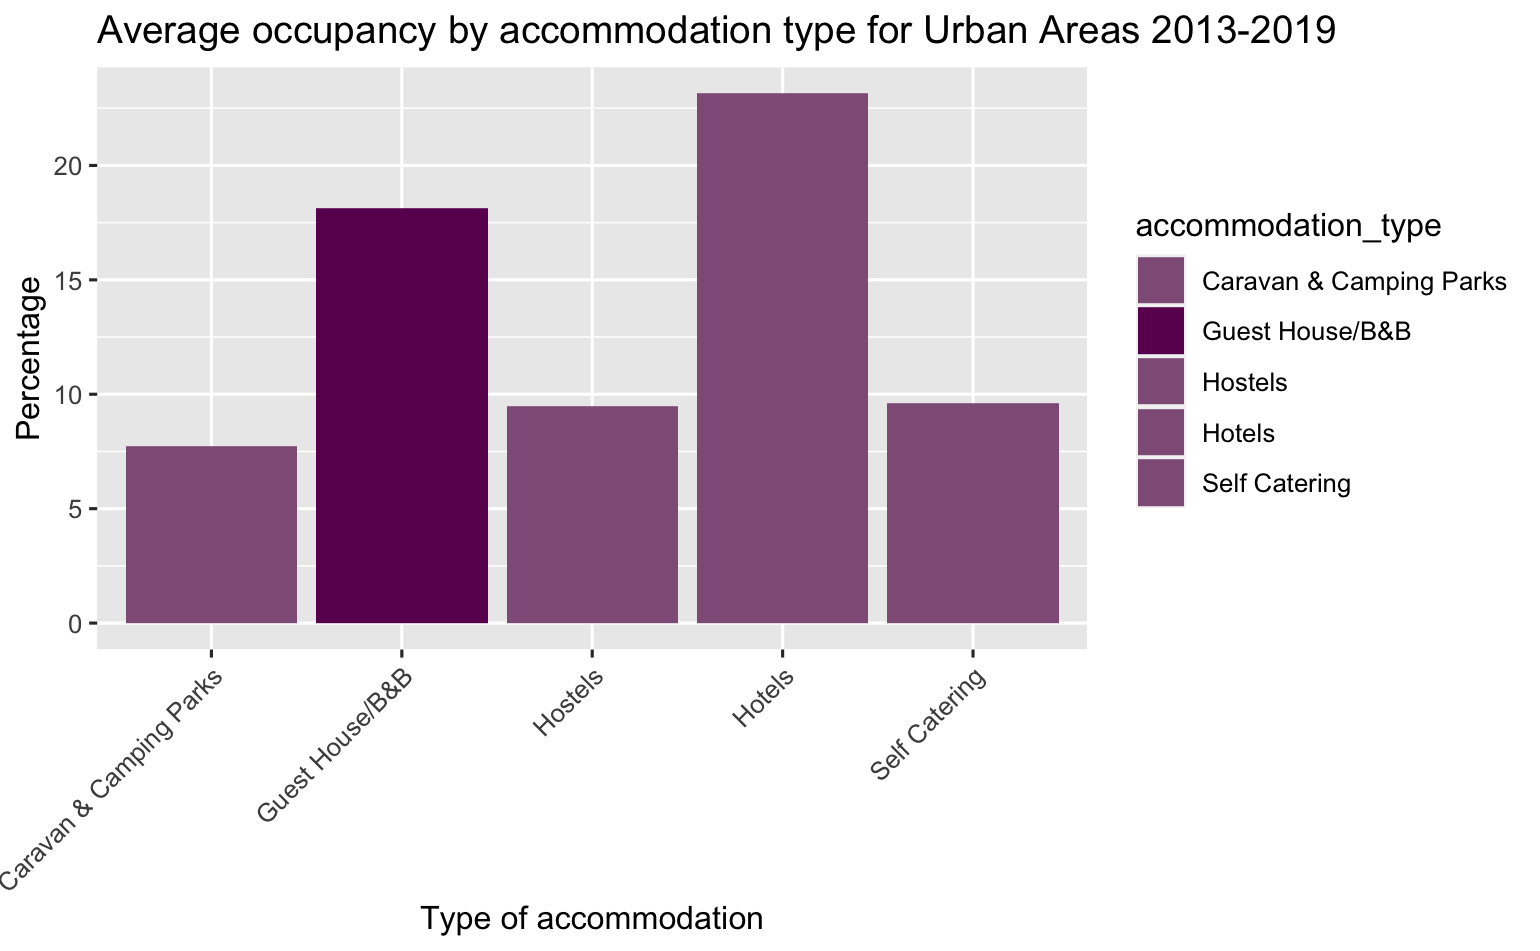 Average occupancy by accommodation type for Urban Areas 2013-2019
Percentage
20
15
10
5
0
Caravan & Camping Parks
Guest House/B&B
Hostels
Hotels
Self Catering
Type of accommodation
accommodation_type
Caravan & Camping Parks
Guest House/B&B
Hostels
Hotels
Self Catering